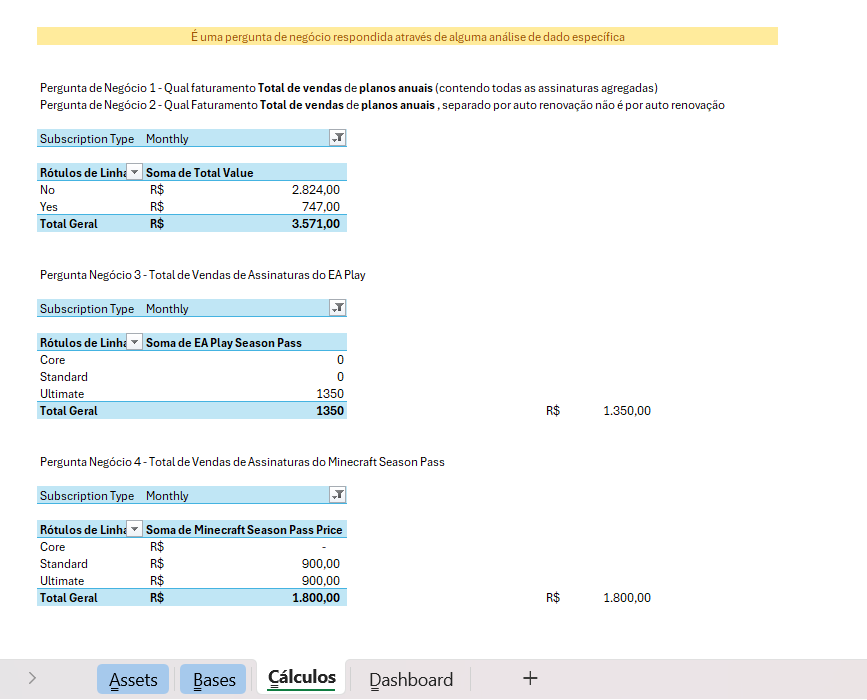 É uma pergunta de negócio respondida através de alguma análise de dado específica
Pergunta de Negócio 1 - Qual faturamento Total de vendas de planos anuais (contendo todas as assinaturas agregadas)
Pergunta de Negócio 2 - Qual Faturamento Total de vendas de planos anuais , separado por auto renovação não é por auto renovação
Subscription Type Monthly
Rótulos de Linha Soma de Total Value
No R$ 2.824,00
Yes R$ 747,00
Total Geral R$ 3.571,00
Pergunta Negócio 3 - Total de Vendas de Assinaturas do EA Play
Subscription Type Monthly
Rótulos de Linha Soma de EA Play Season Pass
Core 0
Standard 0
Ultimate 1350
Total Geral 1350 R$ 1.350,00
Pergunta Negócio 4 - Total de Vendas de Assinaturas do Minecraft Season Pass
Subscription Type Monthly
Rótulos de Linha Soma de Minecraft Season Pass Price
Core R$ -
Standard R$ 900,00
Ultimate R$ 900,00
Total Geral R$ 1.800,00 R$ 1.800,00
Assets Bases Cálculos Dashboard +